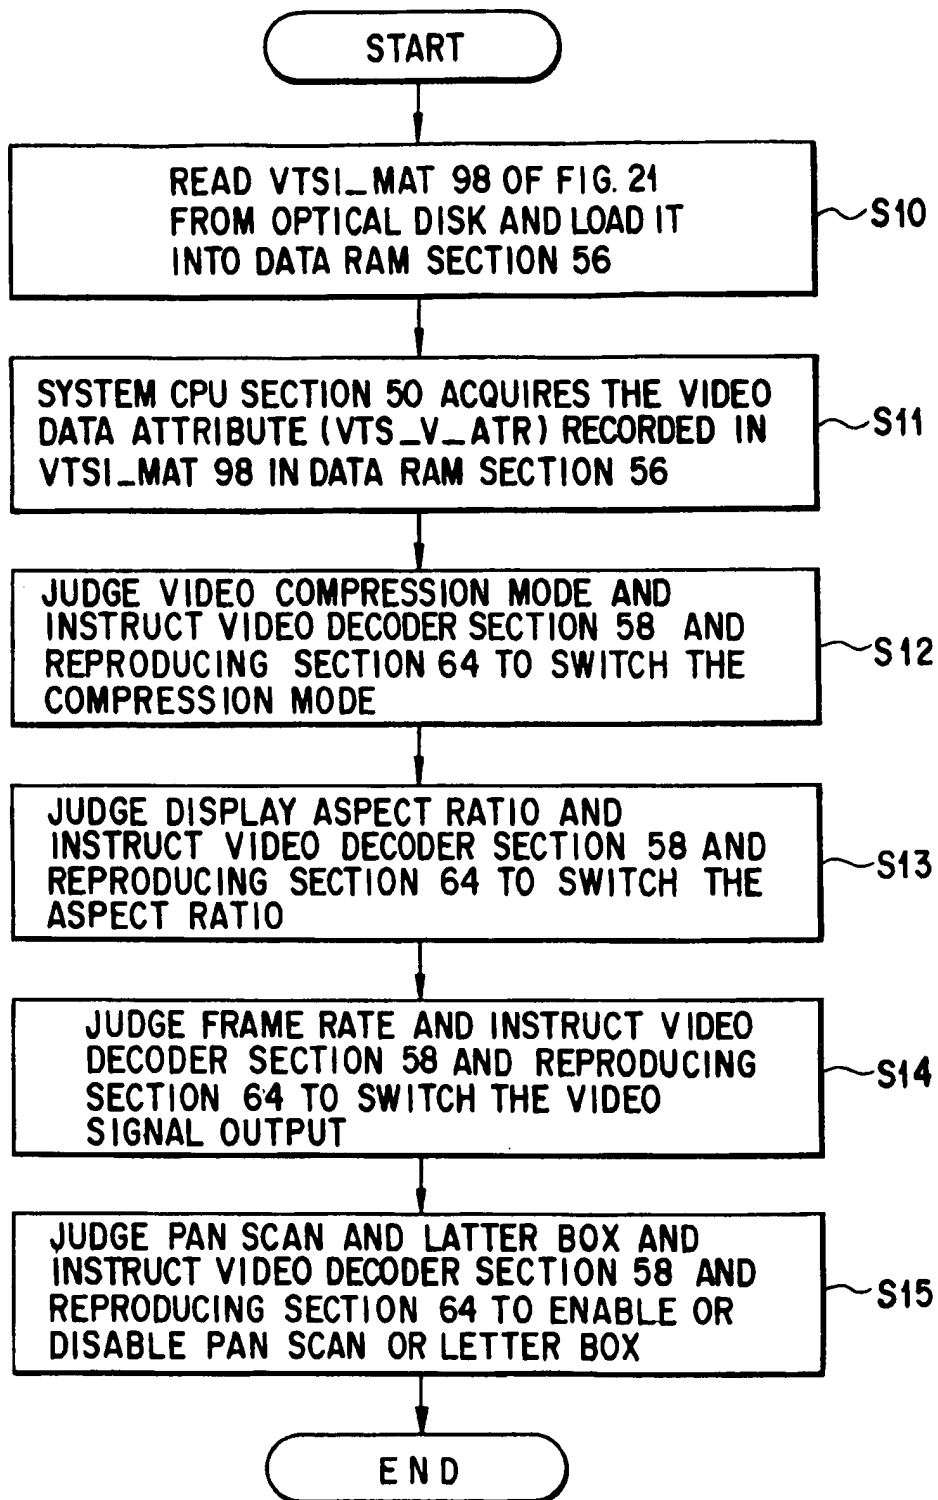 START
READ VTSI_MAT 98 OF FIG. 21
FROM OPTICAL DISK AND LOAD IT
INTO DATA RAM SECTION 56
S10
SYSTEM CPU SECTION 50 ACQUIRES THE VIDEO
DATA ATTRIBUTE (VTS_V_ATR) RECORDED IN
VTSI_MAT 98 IN DATA RAM SECTION 56
S11
JUDGE VIDEO COMPRESSION MODE AND
INSTRUCT VIDEO DECODER SECTION 58 AND
REPRODUCING SECTION 64 TO SWITCH THE
COMPRESSION MODE
S12
JUDGE DISPLAY ASPECT RATIO AND
INSTRUCT VIDEO DECODER SECTION 58 AND
REPRODUCING SECTION 64 TO SWITCH THE
ASPECT RATIO
S13
JUDGE FRAME RATE AND INSTRUCT VIDEO
DECODER SECTION 58 AND REPRODUCING
SECTION 64 TO SWITCH THE VIDEO
SIGNAL OUTPUT
S14
JUDGE PAN SCAN AND LATTER BOX AND
INSTRUCT VIDEO DECODER SECTION 58 AND
REPRODUCING SECTION 64 TO ENABLE OR
DISABLE PAN SCAN OR LETTER BOX
S15
END